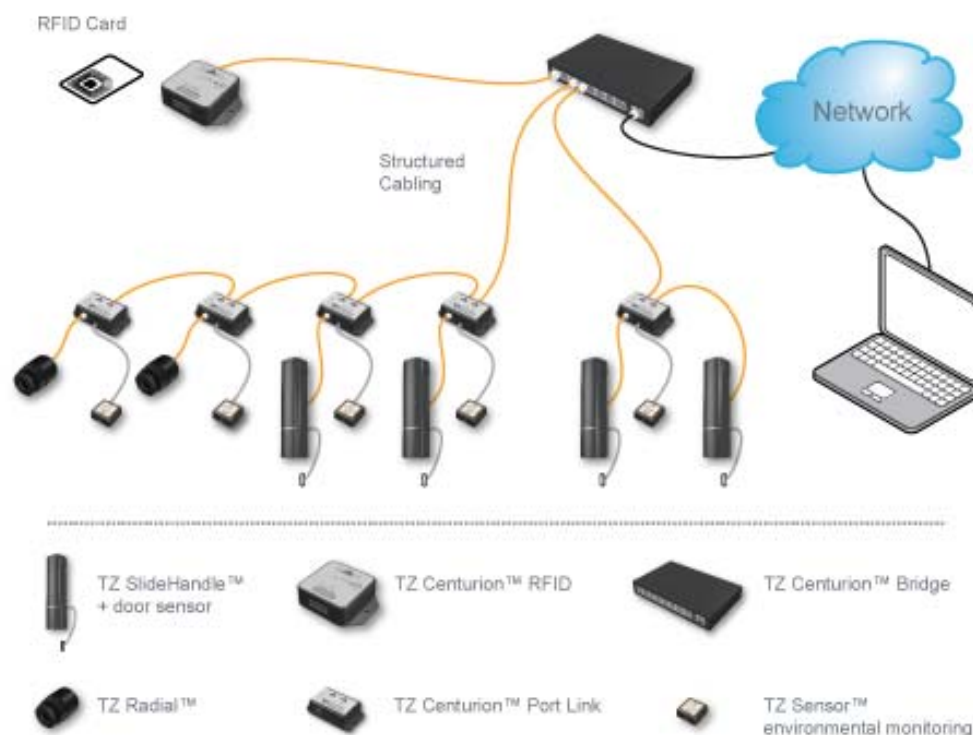 RFID Card
Network
Structured
Cabling
TZ SlideHandle™
+ door sensor
TZ Centurion™ RFID
TZ Centurion™ Bridge
TZ Radial™
TZ Centurion™ Port Link
TZ Sensor™
environmental monitoring